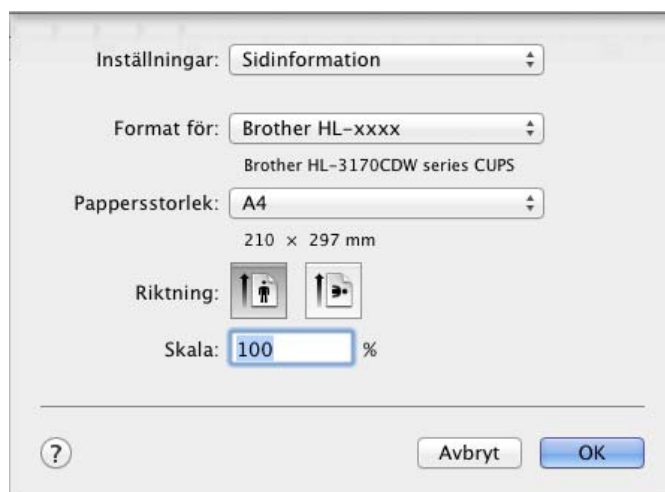 Inställningar: Sidinformation
Format för: Brother HL-xxxx
Brother HL-3170CDW series CUPS
Pappersstorlek: A4
210 × 297 mm
Riktning:
Skala: 100 %
? Avbryt OK